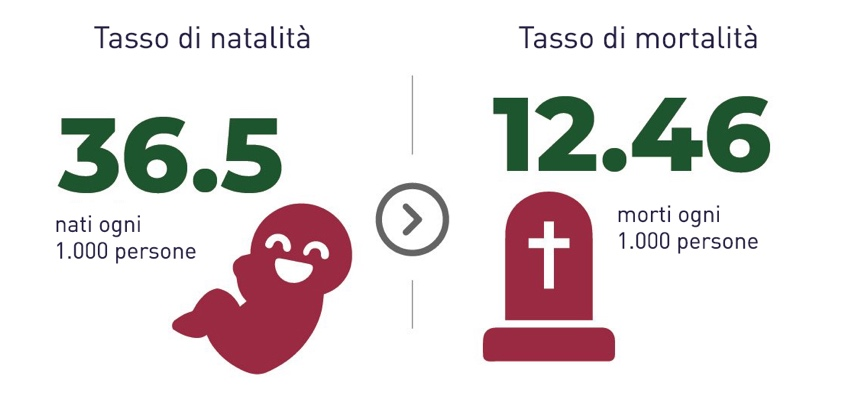 Tasso di natalità
36.5
nati ogni
1.000 persone
Tasso di mortalità
12.46
morti ogni
1.000 persone